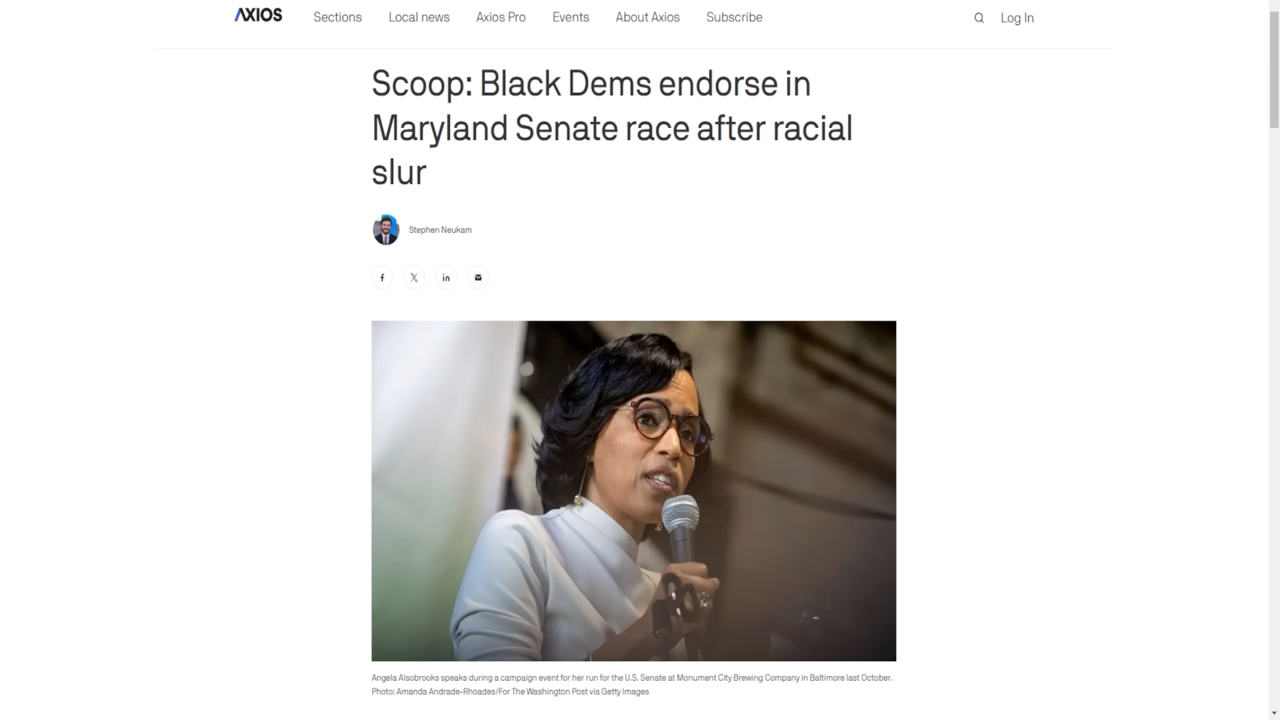 AXIOS Sections Local news Axios Pro Events About Axios Subscribe Log In
Scoop: Black Dems endorse in
Maryland Senate race after racial
slur
Stephen Neukam
Angela Alsobrooks speaks during a campaign event for her run for the U.S. Senate at Monument City Brewing Company in Baltimore last October.
Photo: Amanda Andrade-Rhoades/For The Washington Post via Getty Images